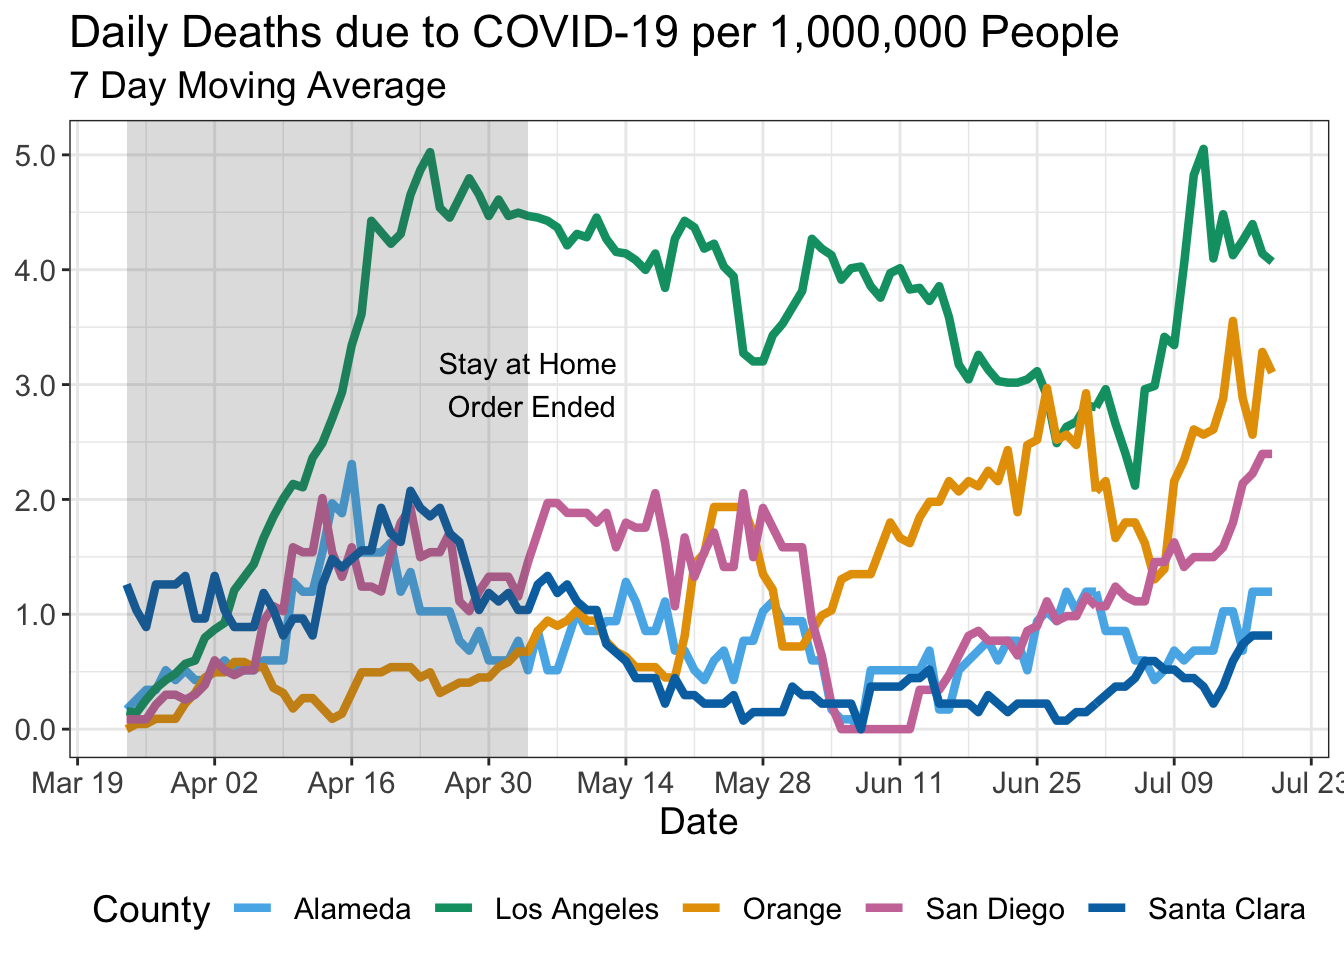 Daily Deaths due to COVID-19 per 1,000,000 People
7 Day Moving Average
5.0
4.0
3.0
2.0
1.0
0.0
Stay at Home
Order Ended
Mar 19 Apr 02 Apr 16 Apr 30 May 14 May 28 Jun 11 Jun 25 Jul 09 Jul 23
Date
County Alameda Los Angeles Orange San Diego Santa Clara